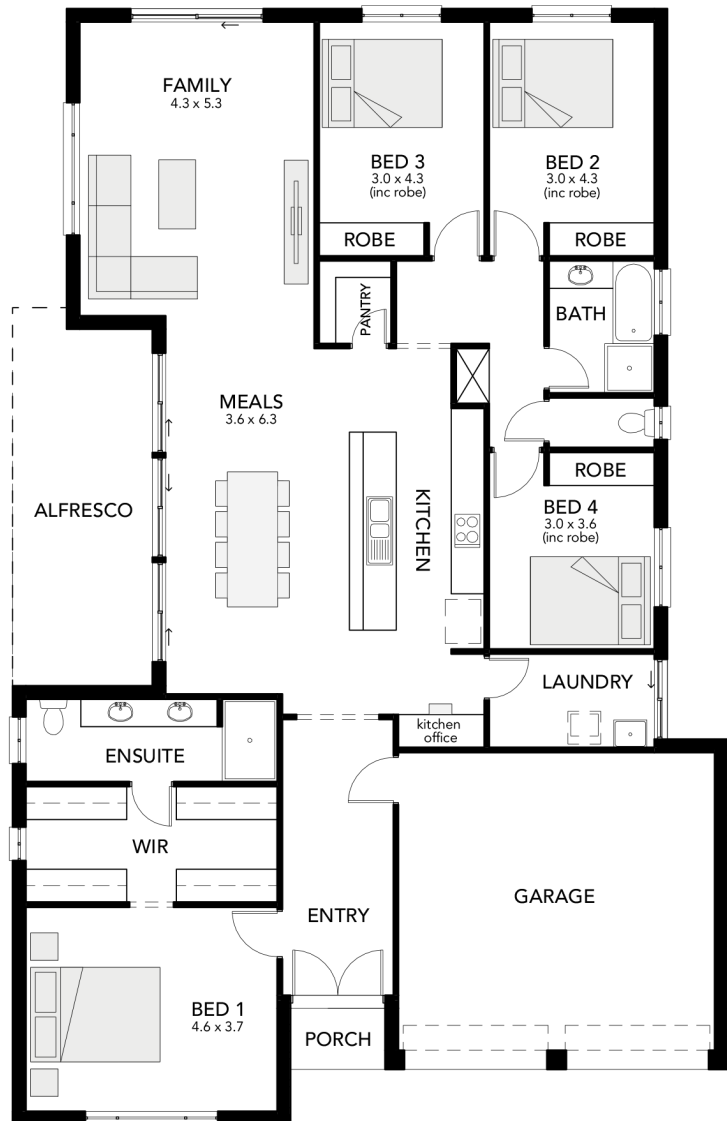 FAMILY
4.3 x 5.3
BED 3
3.0 x 4.3
(inc robe)
BED 2
3.0 x 4.3
(inc robe)
ROBE
ROBE
PANTRY
BATH
MEALS
3.6 x 6.3
ROBE
ALFRESCO
KITCHEN
BED 4
3.0 x 3.6
(inc robe)
LAUNDRY
kitchen
office
ENSUITE
WIR
GARAGE
ENTRY
BED 1
4.6 x 3.7
PORCH